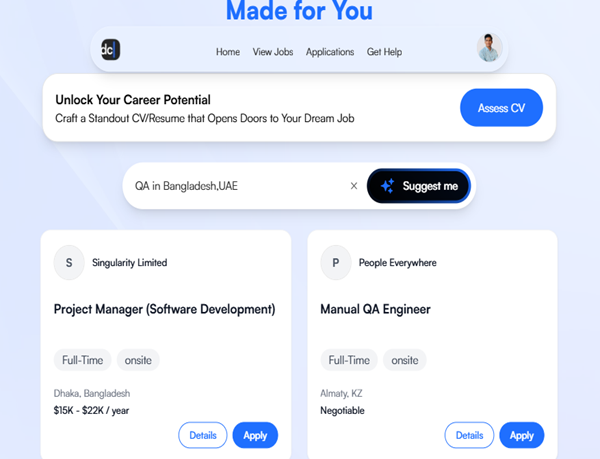 Made for You
dc
Home View Jobs Applications Get Help
Unlock Your Career Potential
Craft a Standout CV/Resume that Opens Doors to Your Dream Job
Assess CV
QA in Bangladesh,UAE
Suggest me
S Singularity Limited
Project Manager (Software Development)
Full-Time onsite
Dhaka, Bangladesh
$15K - $22K / year
Details Apply
P People Everywhere
Manual QA Engineer
Full-Time onsite
Almaty, KZ
Negotiable
Details Apply